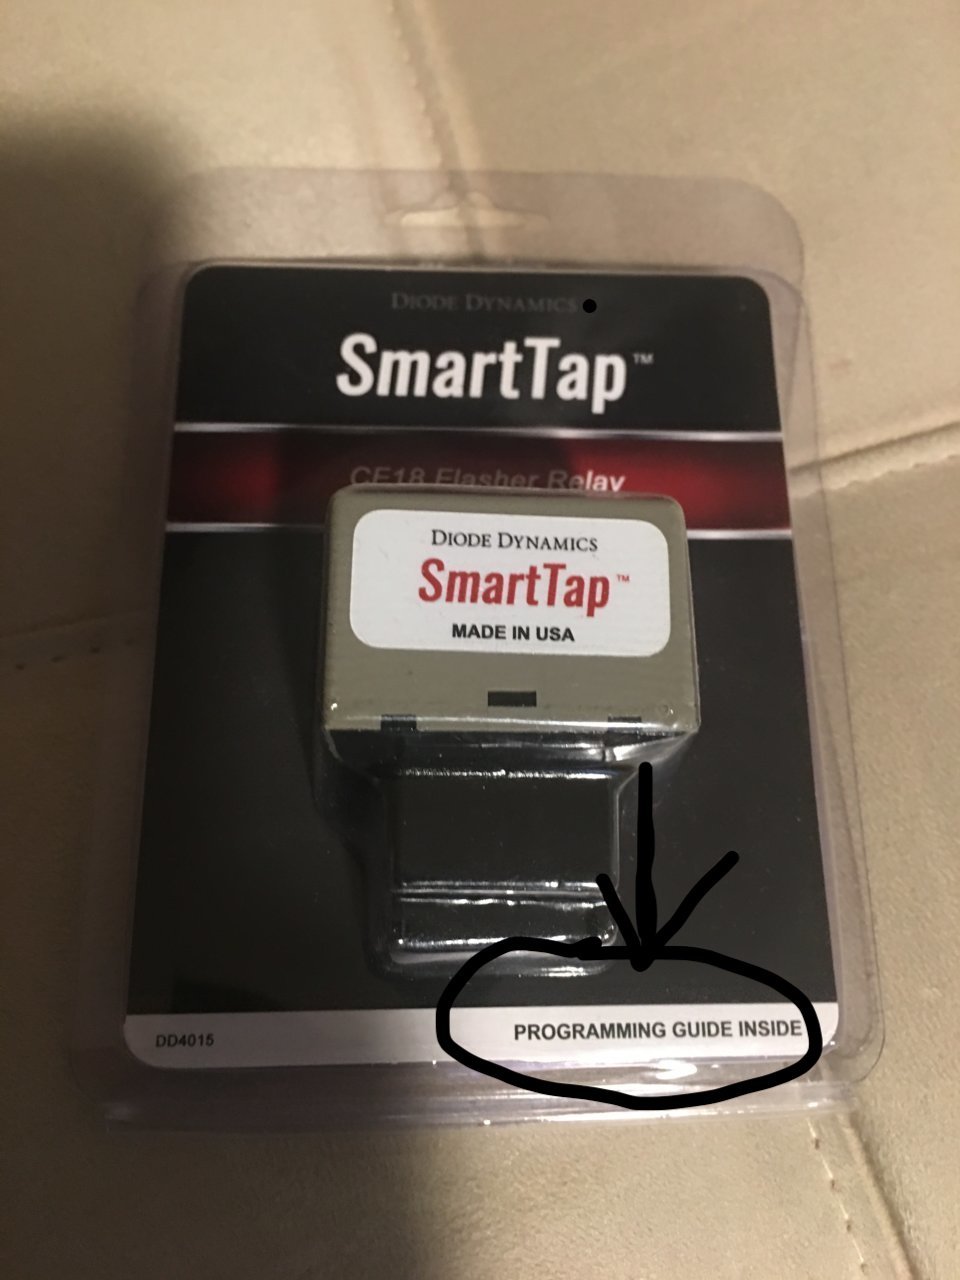 DIODE DYNAMICS
SmartTap™
CF18 Flasher Relay
DIODE DYNAMICS
SmartTap™
MADE IN USA
DD4015
PROGRAMMING GUIDE INSIDE